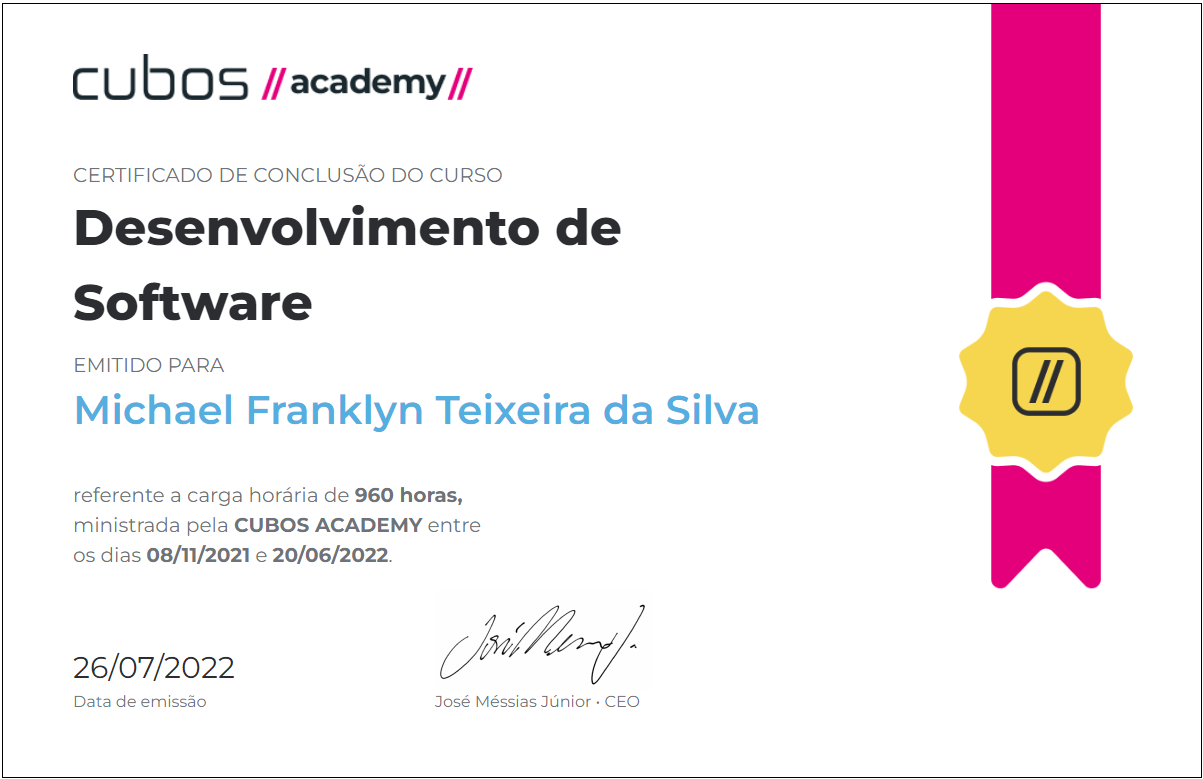 cubos //academy//
CERTIFICADO DE CONCLUSÃO DO CURSO
Desenvolvimento de
Software
EMITIDO PARA
Michael Franklyn Teixeira da Silva
referente a carga horária de 960 horas,
ministrada pela CUBOS ACADEMY entre
os dias 08/11/2021 e 20/06/2022.
26/07/2022
Data de emissão
José Méssias Júnior • CEO
//